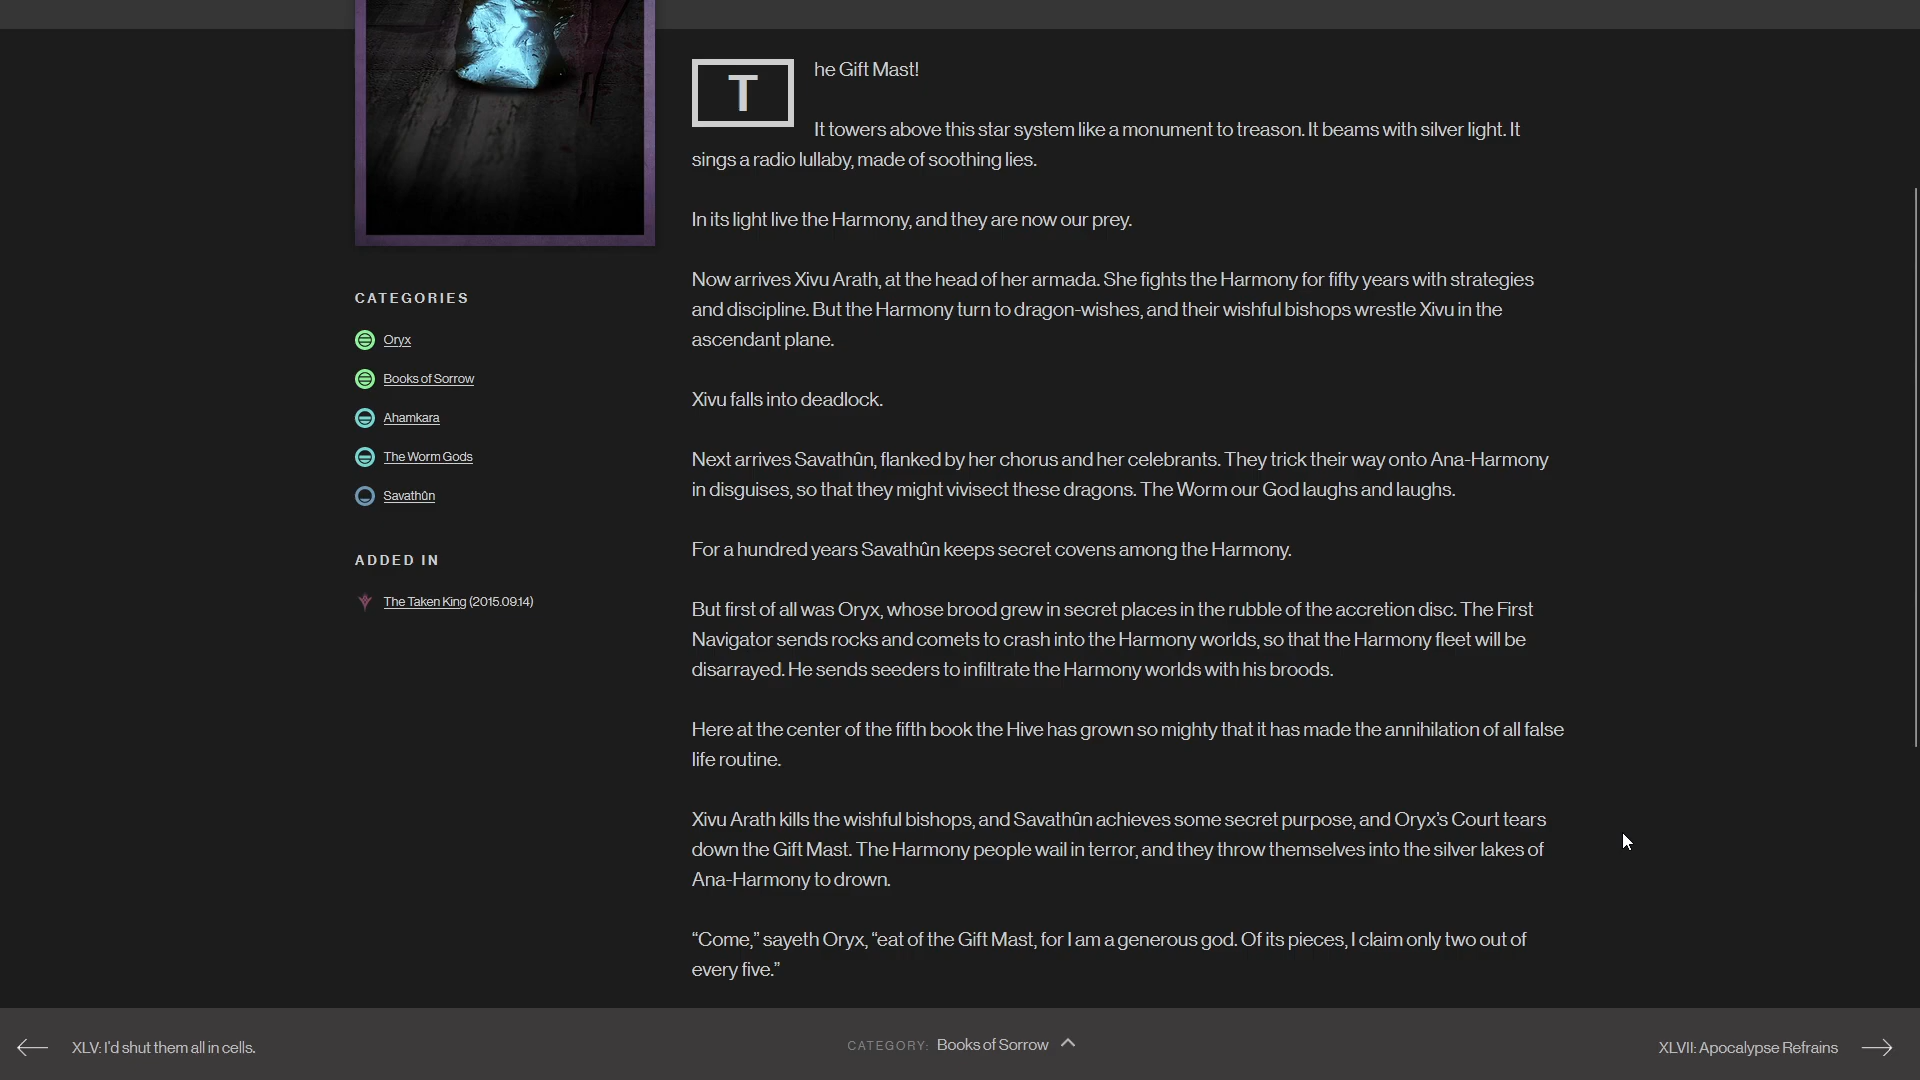 The Gift Mast!
It towers above this star system like a monument to treason. It beams with silver light. It
sings a radio lullaby, made of soothing lies.
In its light live the Harmony, and they are now our prey.
Now arrives Xivu Arath, at the head of her armada. She fights the Harmony for fifty years with strategies
and discipline. But the Harmony turn to dragon-wishes, and their wishful bishops wrestle Xivu in the
ascendant plane.
Xivu falls into deadlock.
Next arrives Savathûn, flanked by her chorus and her celebrants. They trick their way onto Ana-Harmony
in disguises, so that they might vivisect these dragons. The Worm our God laughs and laughs.
For a hundred years Savathûn keeps secret covens among the Harmony.
But first of all was Oryx, whose brood grew in secret places in the rubble of the accretion disc. The First
Navigator sends rocks and comets to crash into the Harmony worlds, so that the Harmony fleet will be
disarrayed. He sends seeders to infiltrate the Harmony worlds with his broods.
Here at the center of the fifth book the Hive has grown so mighty that it has made the annihilation of all false
life routine.
Xivu Arath kills the wishful bishops, and Savathûn achieves some secret purpose, and Oryx’s Court tears
down the Gift Mast. The Harmony people wail in terror, and they throw themselves into the silver lakes of
Ana-Harmony to drown.
“Come,” sayeth Oryx, “eat of the Gift Mast, for I am a generous god. Of its pieces, I claim only two out of
every five.”
CATEGORIES
Oryx
Books of Sorrow
Ahamkara
The Worm Gods
Savathûn
ADDED IN
The Taken King (2015.09.14)
XLV: I’d shut them all in cells.
CATEGORY: Books of Sorrow
XLVII: Apocalypse Refrains